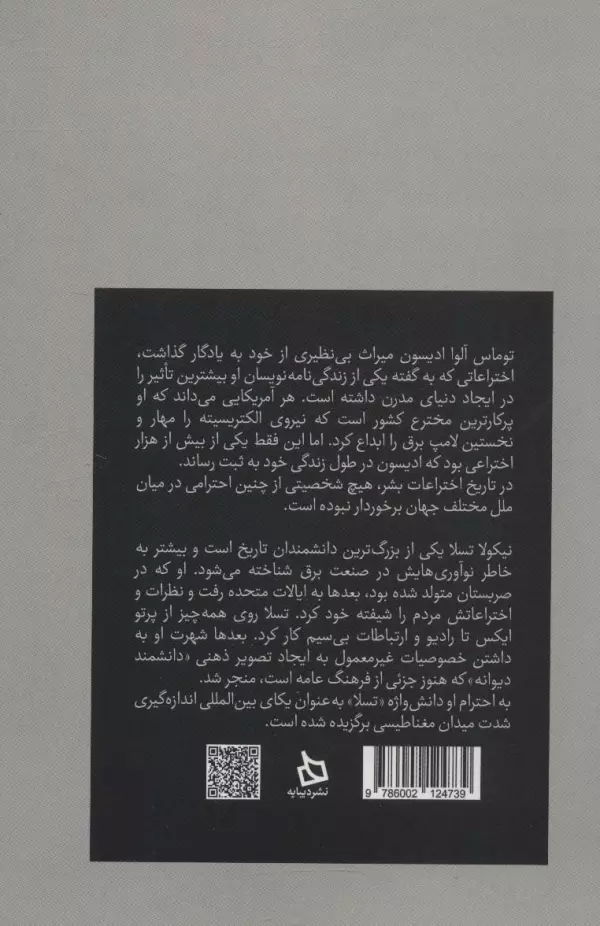 توماس آلوا ادیسون میراث بی‌نظیری از خود به یادگار گذاشت،
اختراعاتی که به گفته یکی از زندگی‌نامه‌نویسان او بیشترین تأثیر را
در ایجاد دنیای مدرن داشته است. هر آمریکایی می‌داند که او
پرکارترین مخترع کشور است که نیروی الکتریسیته را مهار و
نخستین لامپ برق را ابداع کرد. اما این فقط یکی از بیش از هزار
اختراعی بود که ادیسون در طول زندگی خود به ثبت رساند.
در تاریخ اختراعات بشر، هیچ شخصیتی از چنین احترامی در میان
ملل مختلف جهان برخوردار نبوده است.
نیکولا تسلا یکی از بزرگ‌ترین دانشمندان تاریخ است و بیشتر به
خاطر نوآوری‌هایش در صنعت برق شناخته می‌شود. او که در
صربستان متولد شده بود، بعدها به ایالات متحده رفت و نظرات و
اختراعاتش مردم را شیفته خود کرد. تسلا روی همه‌چیز از پرتو
ایکس تا رادیو و ارتباطات بی‌سیم کار کرد. بعدها شهرت او به
داشتن خصوصیات غیرمعمول به ایجاد تصویر ذهنی «دانشمند
دیوانه» که هنوز جزئی از فرهنگ عامه است، منجر شد.
به احترام او دانش‌واژه «تسلا» به‌عنوان یکای بین‌المللی اندازه‌گیری
شدت میدان مغناطیسی برگزیده شده است.
نشر دیبایه
9 786002 124739